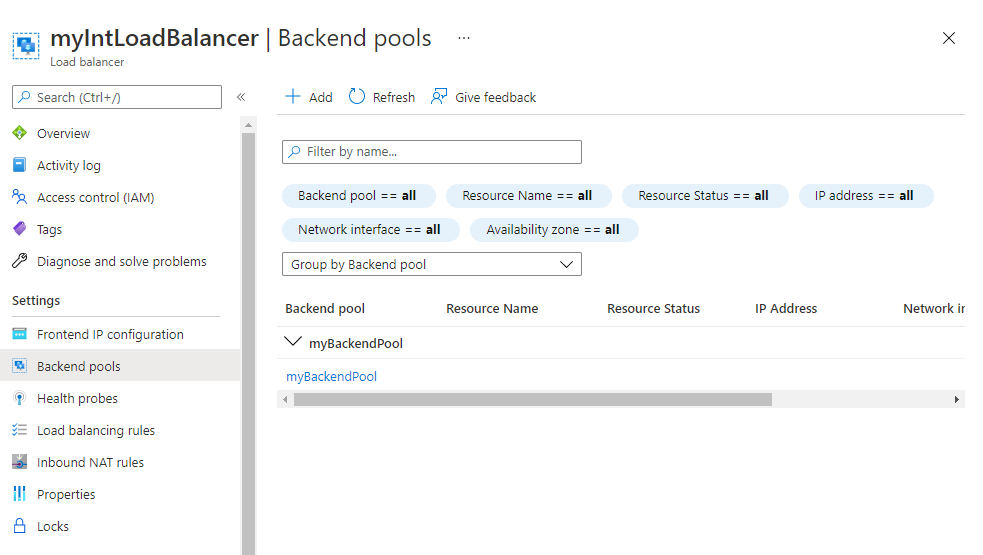 myIntLoadBalancer | Backend pools ...
Load balancer
Search (Ctrl+/)
Overview
Activity log
Access control (IAM)
Tags
Diagnose and solve problems
Settings
Frontend IP configuration
Backend pools
Health probes
Load balancing rules
Inbound NAT rules
Properties
Locks
Add Refresh Give feedback
Filter by name...
Backend pool == all Resource Name == all Resource Status == all IP address == all
Network interface == all Availability zone == all
Group by Backend pool
Backend pool Resource Name Resource Status IP Address Network in
myBackendPool
myBackendPool